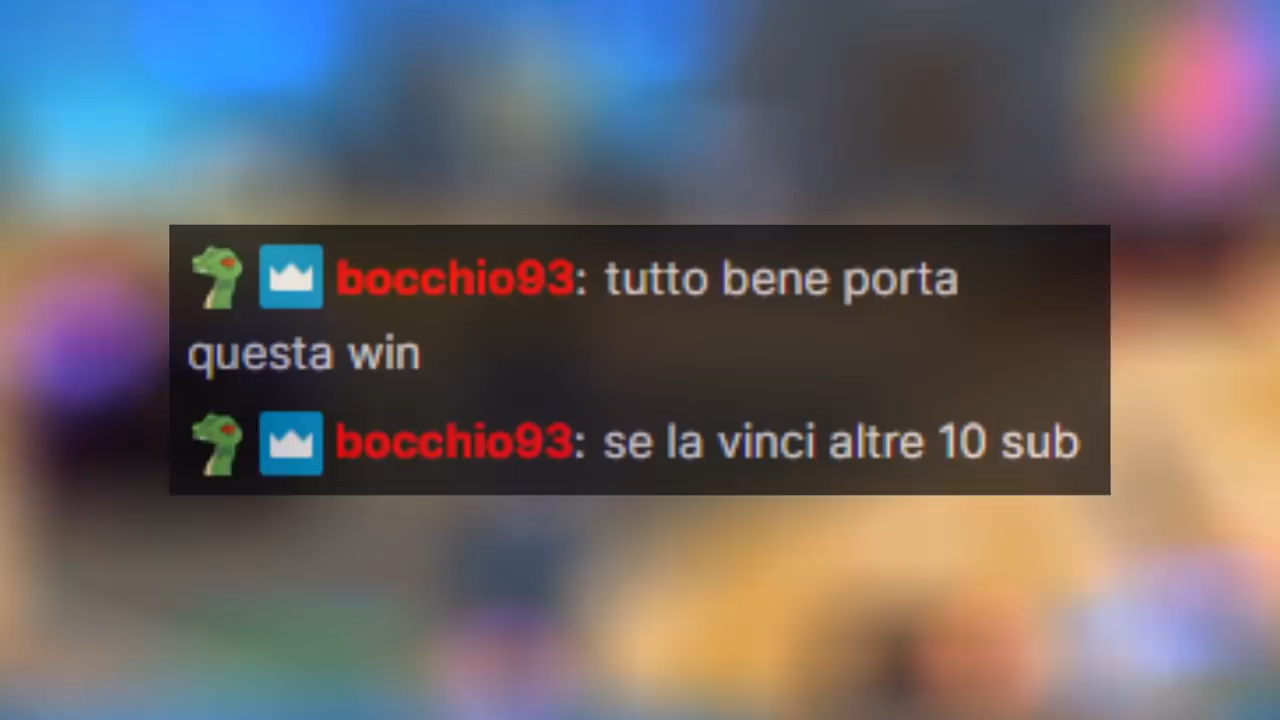 bocchio93: tutto bene porta
questa win
bocchio93: se la vinci altre 10 sub